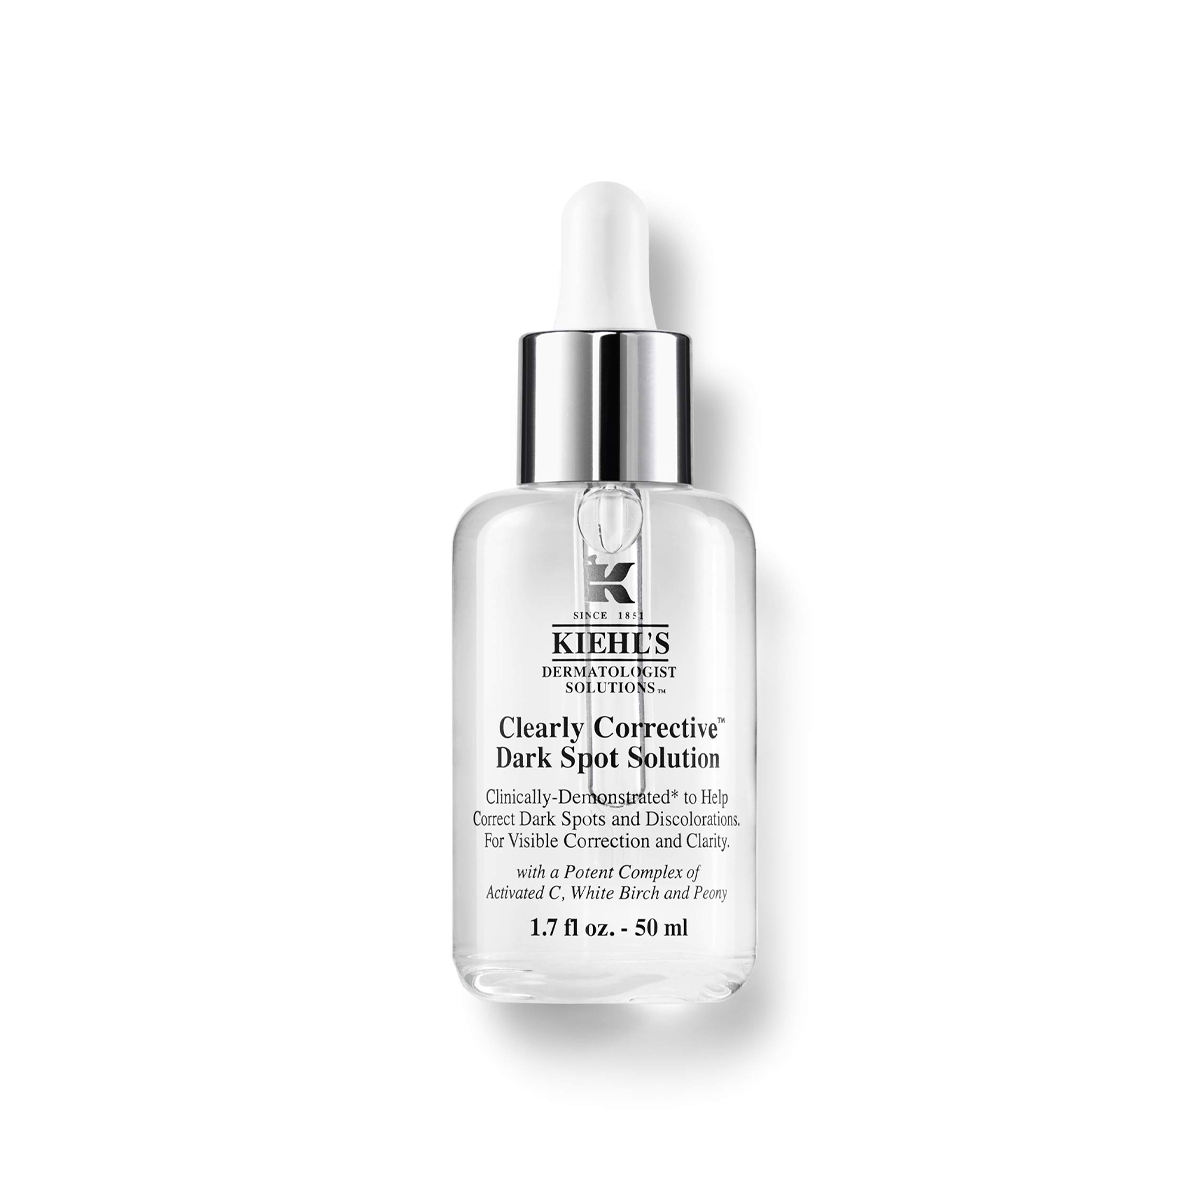 K
SINCE 1851
KIEHL'S
DERMATOLOGIST
SOLUTIONS™
Clearly Corrective™
Dark Spot Solution
Clinically-Demonstrated* to Help
Correct Dark Spots and Discolorations.
For Visible Correction and Clarity.
with a Potent Complex of
Activated C, White Birch and Peony
1.7 fl oz. - 50 ml